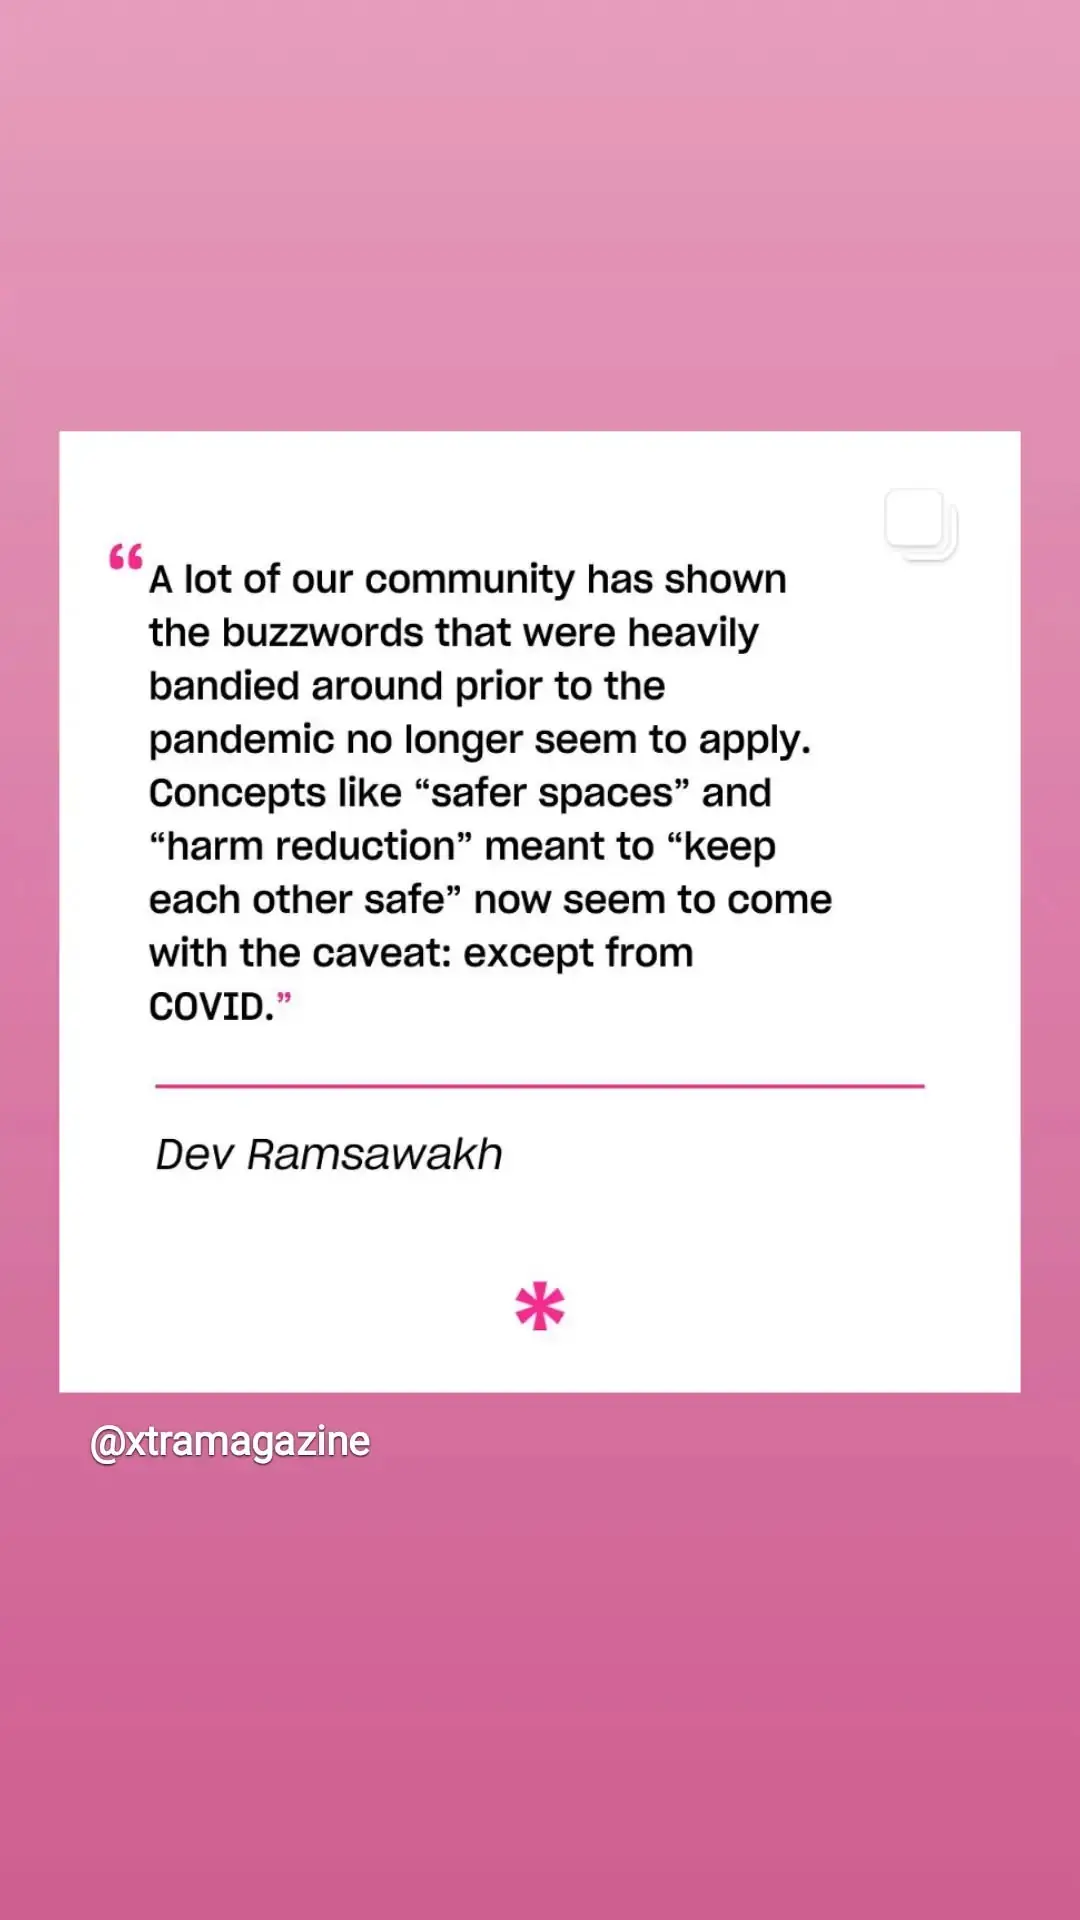 “A lot of our community has shown
the buzzwords that were heavily
bandied around prior to the
pandemic no longer seem to apply.
Concepts like “safer spaces” and
“harm reduction” meant to “keep
each other safe” now seem to come
with the caveat: except from
COVID.”
Dev Ramsawakh
*
@xtramagazine